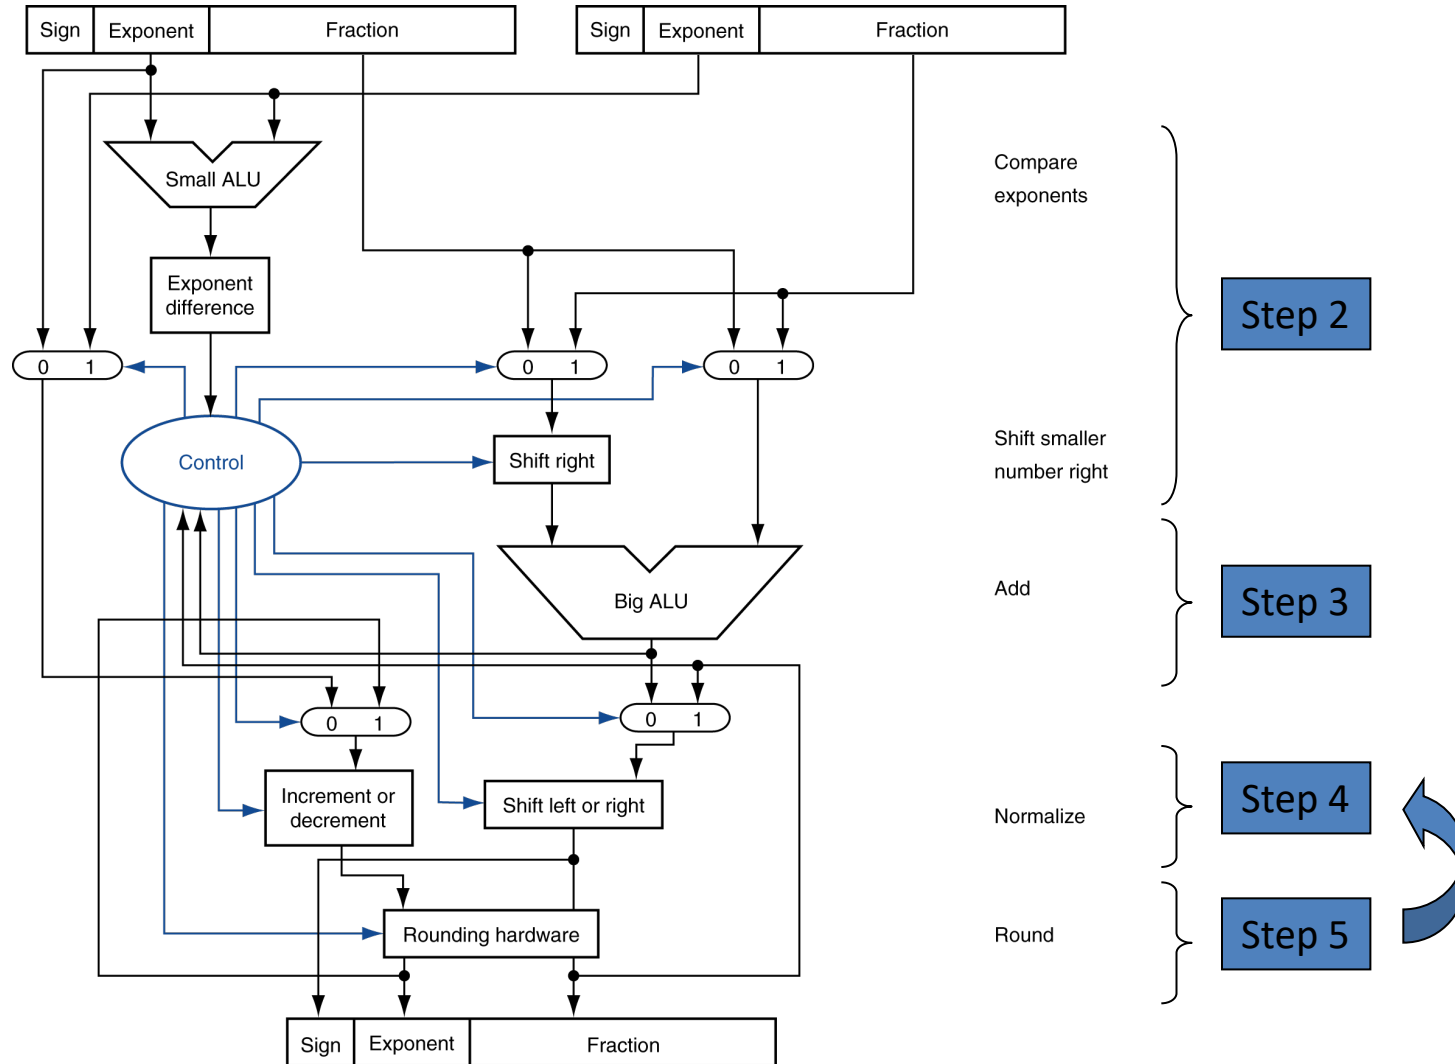 Sign Exponent Fraction
Sign Exponent Fraction
Small ALU
Compare
exponents
Exponent
difference
Step 2
0 1
0 1
0 1
Control
Shift right
Shift smaller
number right
Big ALU
Add
Step 3
0 1
0 1
Increment or
decrement
Shift left or right
Normalize
Step 4
Rounding hardware
Round
Step 5
Sign Exponent Fraction